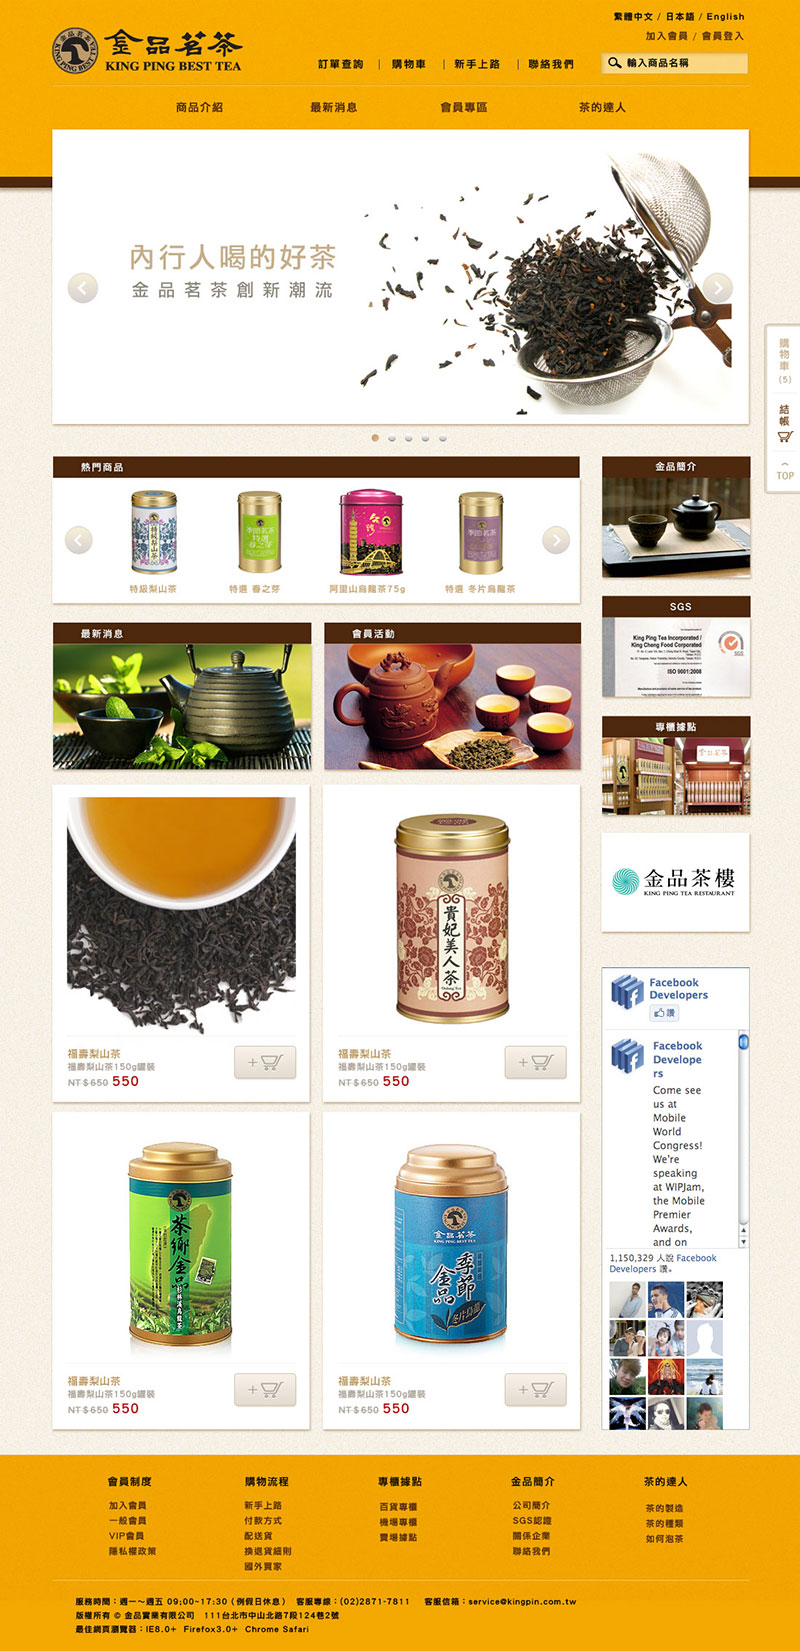 繁體中文 / 日本語 / English
加入會員 / 會員登入
金品茗茶
KING PING BEST TEA
訂單查詢 | 購物車 | 新手上路 | 聯絡我們
輸入商品名稱
商品介紹 最新消息 會員專區 茶的達人
內行人喝的好茶
金品茗茶創新潮流
購物車
(5)
結帳
TOP
熱門商品
特級梨山茶 特選 春之芽 阿里山烏龍茶75g 特選 冬片烏龍茶
金品簡介
SGS
King Ping Tea Incorporated /
King Cheng Food Corporated
ISO 9001:2008
最新消息
會員活動
專櫃據點
金品茶樓
KING PING TEA RESTAURANT
貴妃美人茶
福壽梨山茶
福壽梨山茶150g罐裝
NT$650 550
福壽梨山茶
福壽梨山茶150g罐裝
NT$650 550
茶鄉金品
杉林溪烏龍茶
金品茗茶
KING PING BEST TEA
季節金品
冬片烏龍
福壽梨山茶
福壽梨山茶150g罐裝
NT$650 550
福壽梨山茶
福壽梨山茶150g罐裝
NT$650 550
Facebook
Developers
讚
Facebook
Develope
rs
Come see
us at
Mobile
World
Congress!
We're
speaking
at WIPJam,
the Mobile
Premier
Awards,
and on
1,150,329 人說 Facebook
Developers 讚。
會員制度
加入會員
一般會員
VIP會員
隱私權政策
購物流程
新手上路
付款方式
配送貨
換退貨細則
國外買家
專櫃據點
百貨專櫃
機場專櫃
賣場據點
金品簡介
公司簡介
SGS認證
關係企業
聯絡我們
茶的達人
茶的製造
茶的種類
如何泡茶
服務時間：週一～週五 09:00~17:30（例假日休息） 客服專線：(02)2871-7811 客服信箱：service@kingpin.com.tw
版權所有 © 金品實業有限公司 111台北市中山北路7段124巷2號
最佳網頁瀏覽器：IE8.0+ Firefox3.0+ Chrome Safari